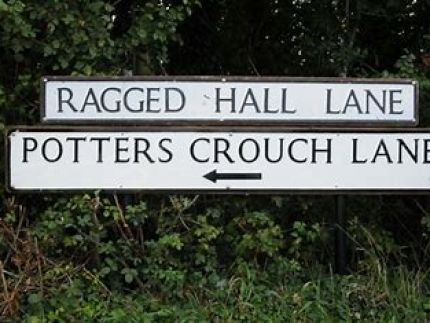 RAGGED HALL LANE
POTTERS CROUCH LANE